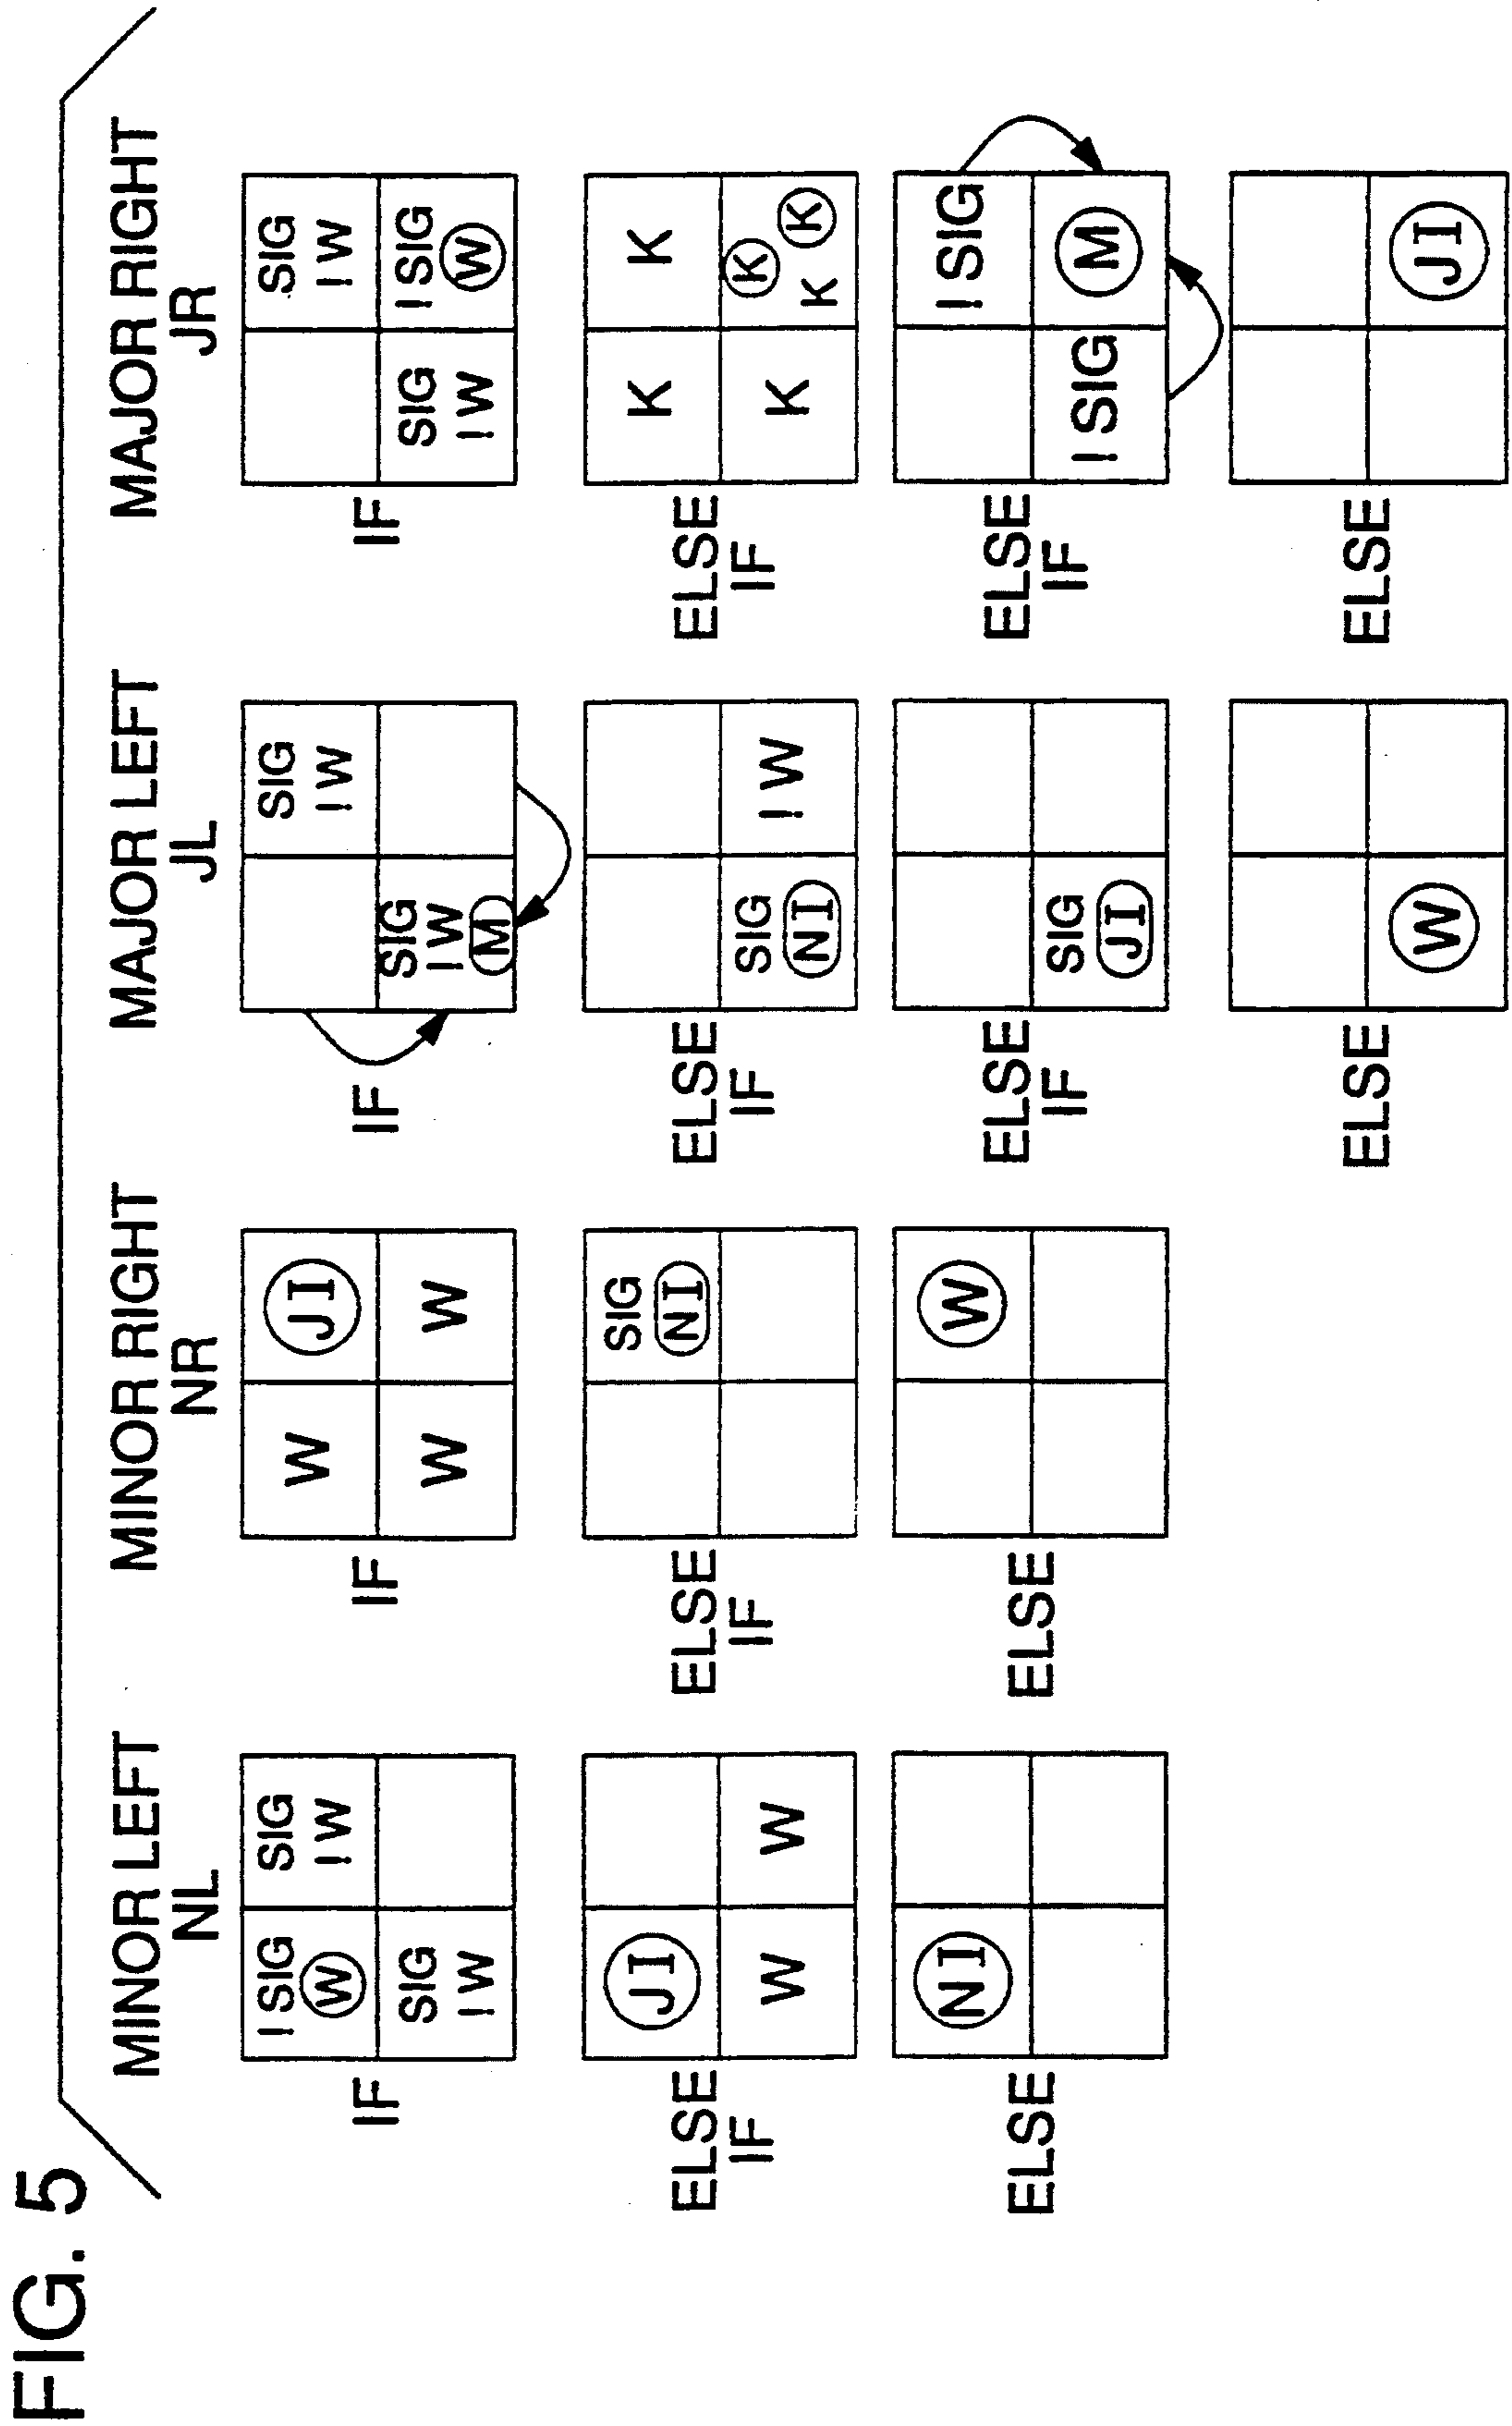 FIG. 5
MINOR LEFT
NL
IF
! SIG
W
SIG
! W
SIG
! W
ELSE
IF
JI
W
W
ELSE
NI
MINOR RIGHT
NR
IF
W
JI
W
W
ELSE
IF
SIG
NI
ELSE
W
MAJOR LEFT
JL
IF
SIG
! W
SIG
! W
M
ELSE
IF
SIG
NI
! W
ELSE
IF
SIG
JI
ELSE
W
MAJOR RIGHT
JR
IF
SIG
! W
SIG
! W
! SIG
W
ELSE
IF
K
K
K
K
K
K
ELSE
IF
! SIG
! SIG
M
ELSE
JI